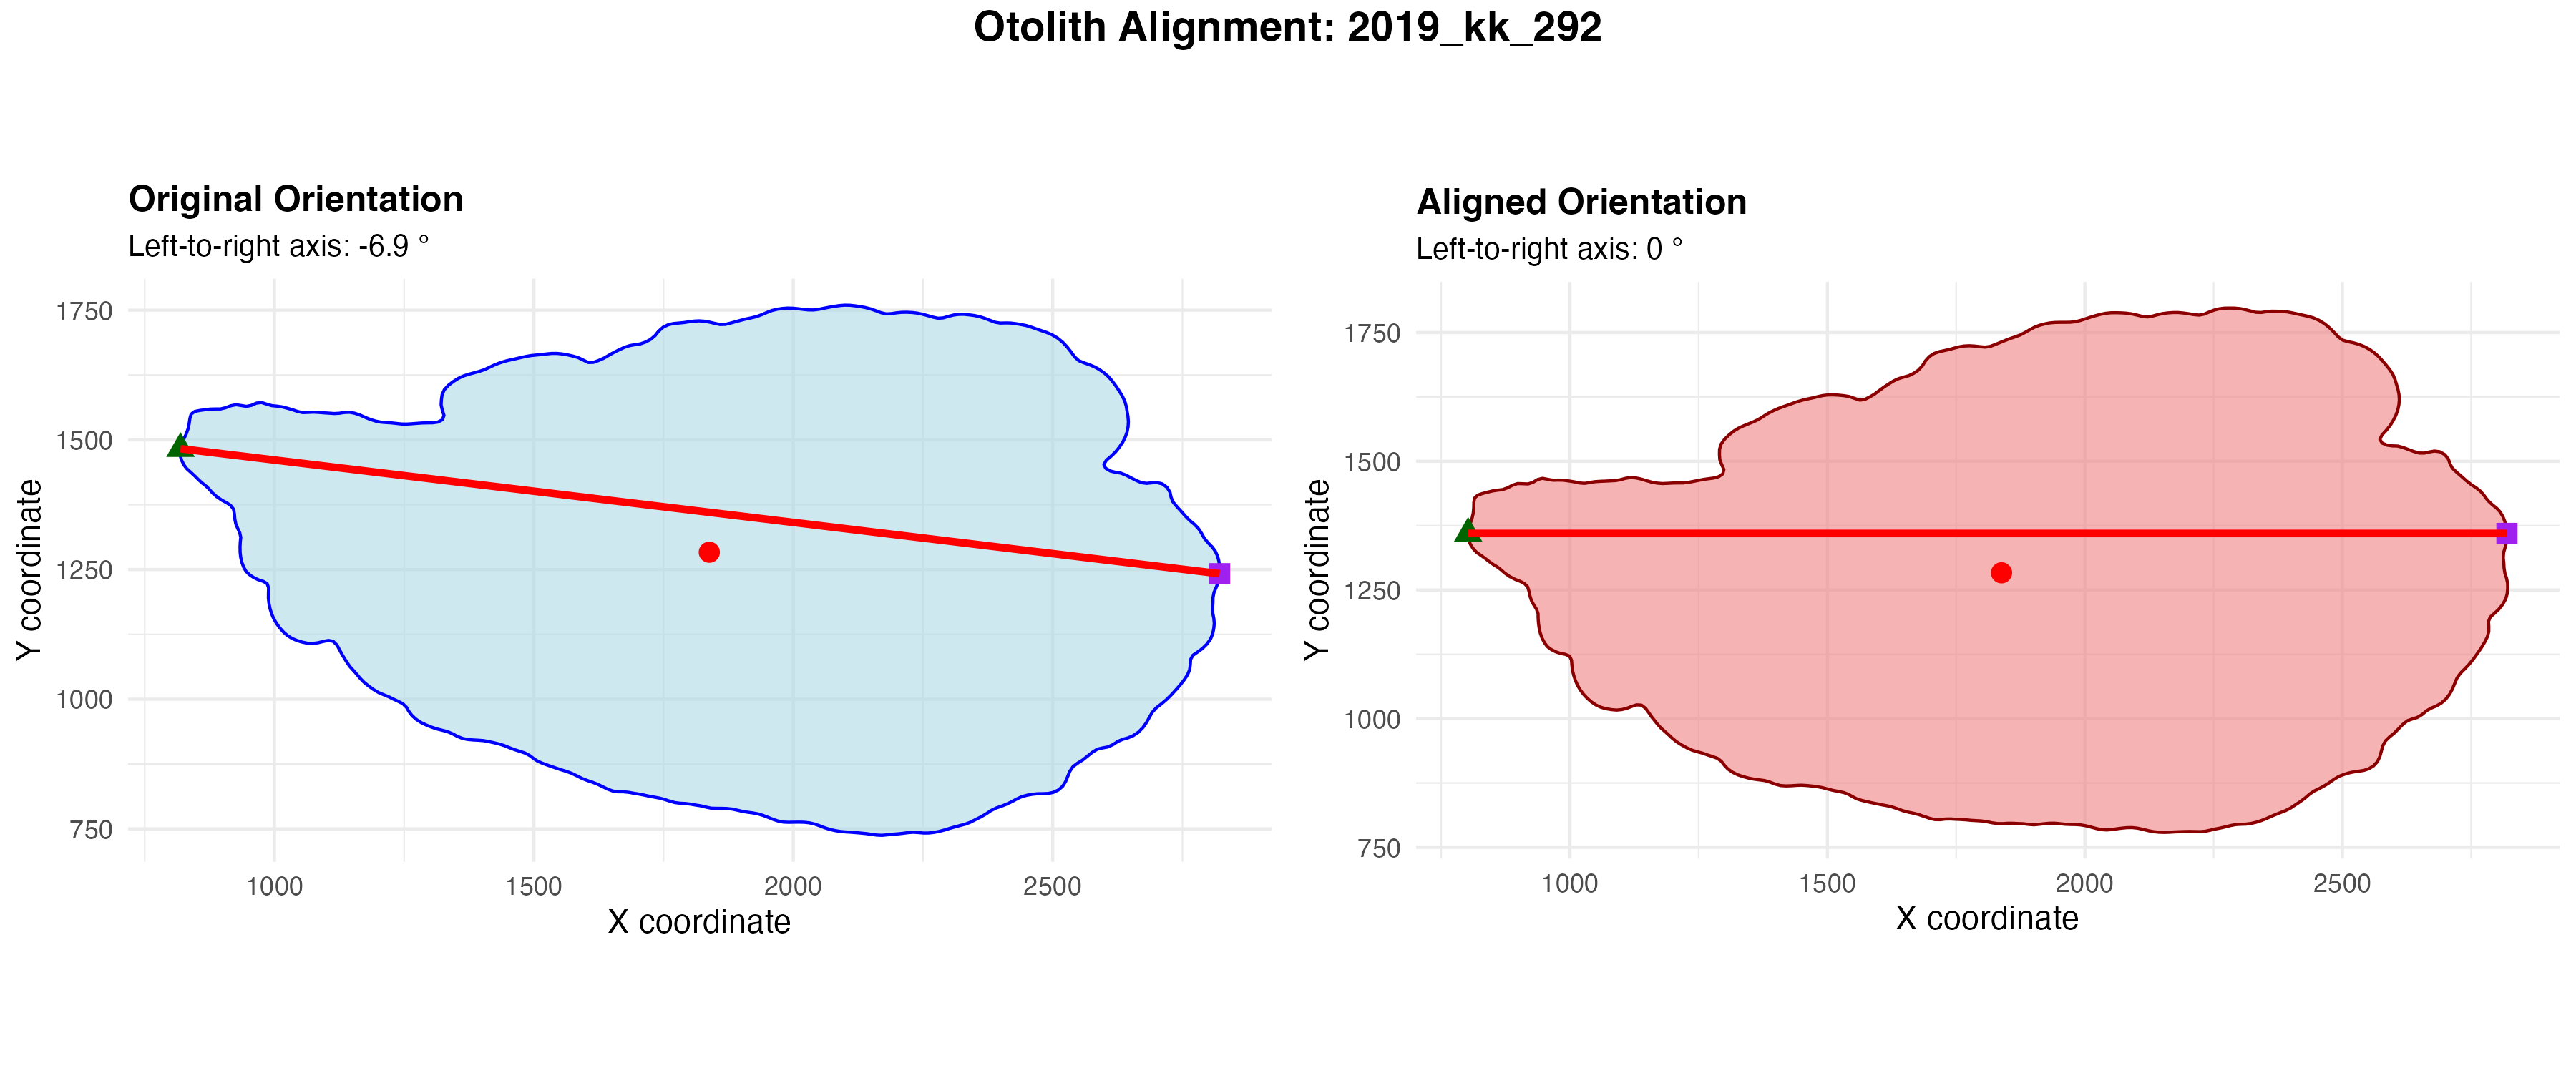 Otolith Alignment: 2019_kk_292
Original Orientation
Left-to-right axis: -6.9 °
1750
1500
1250
1000
750
Y coordinate
1000 1500 2000 2500
X coordinate
Aligned Orientation
Left-to-right axis: 0 °
1750
1500
1250
1000
750
Y coordinate
1000 1500 2000 2500
X coordinate